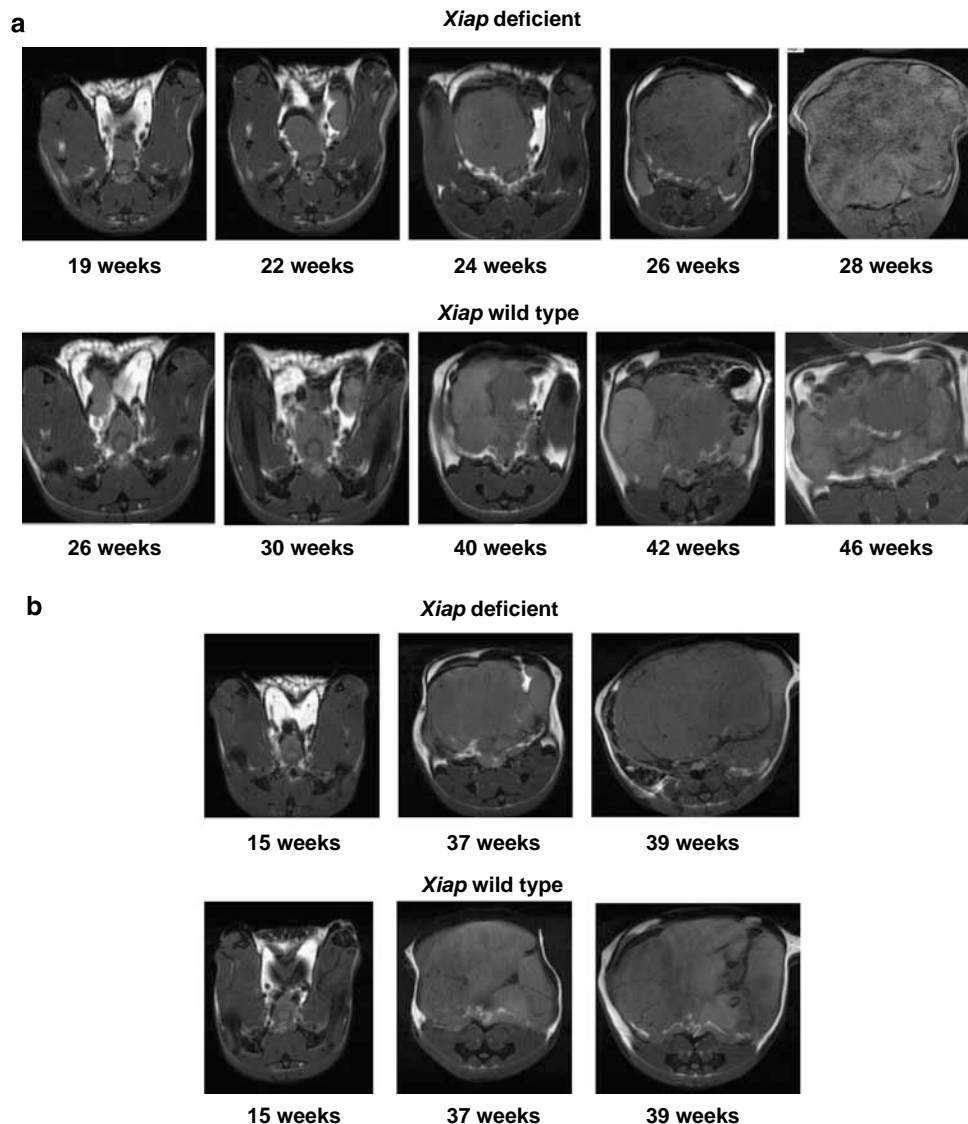 a
Xiap deficient
19 weeks 22 weeks 24 weeks 26 weeks 28 weeks
Xiap wild type
26 weeks 30 weeks 40 weeks 42 weeks 46 weeks
b
Xiap deficient
15 weeks 37 weeks 39 weeks
Xiap wild type
15 weeks 37 weeks 39 weeks